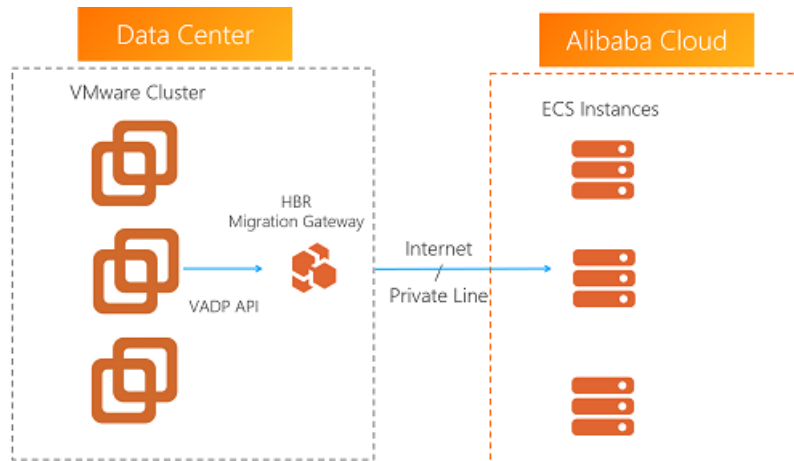 Data Center
Alibaba Cloud
VMware Cluster
ECS Instances
HBR
Migration Gateway
VADP API
Internet
/
Private Line